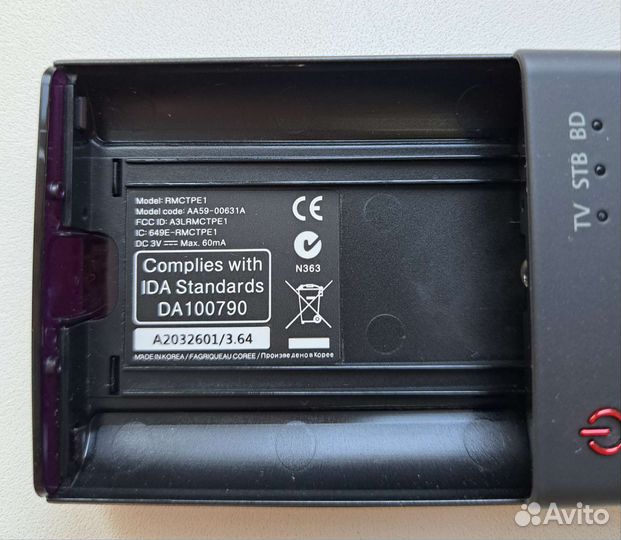 Model: RMCTPE1
Model code: AA59-00631A
FCC ID: A3LRMCTPE1
IC: 649E-RMCTPE1
DC 3V Max. 60mA
CE
N363
Complies with
IDA Standards
DA100790
A2032601/3.64
MADE IN KOREA / FAGRIQUEAU COREE / Произведено в Корее
TV STB BD
Avito